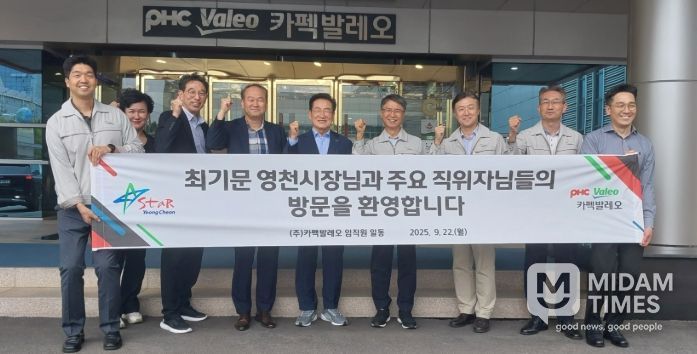 PHC Valeo 카펙발레오
최기문 영천시장님과 주요 직위자님들의
방문을 환영합니다
STaR
YeongCheon
PHC Valeo
카펙발레오
(주)카펙발레오 임직원 일동 2025. 9. 22.(월)
MIDAM
TIMES
good news, good people